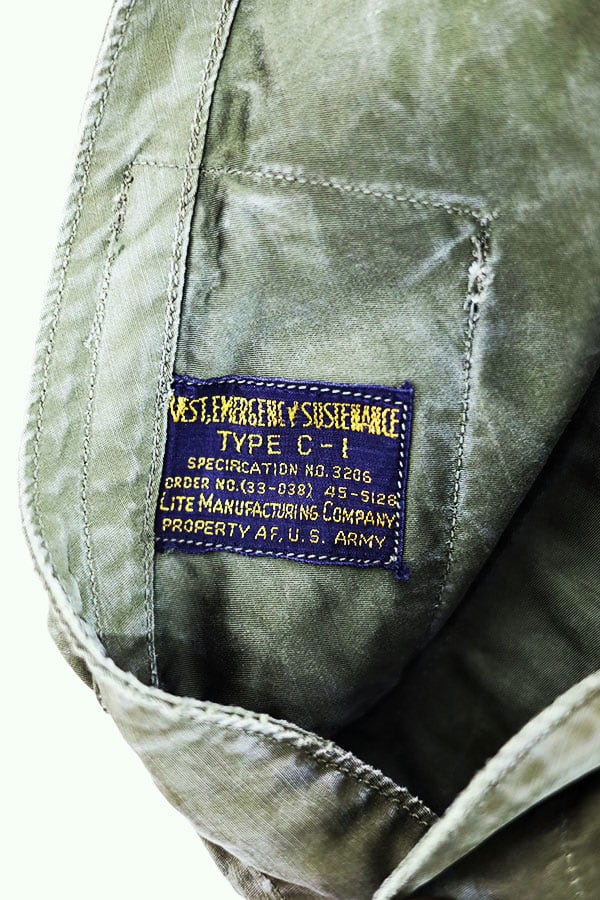 VEST, EMERGENCY SUSTENANCE
TYPE C-1
SPECIFICATION NO. 3206
ORDER NO. (33-038) 45-5128
LITE MANUFACTURING COMPANY
PROPERTY AF, U.S. ARMY